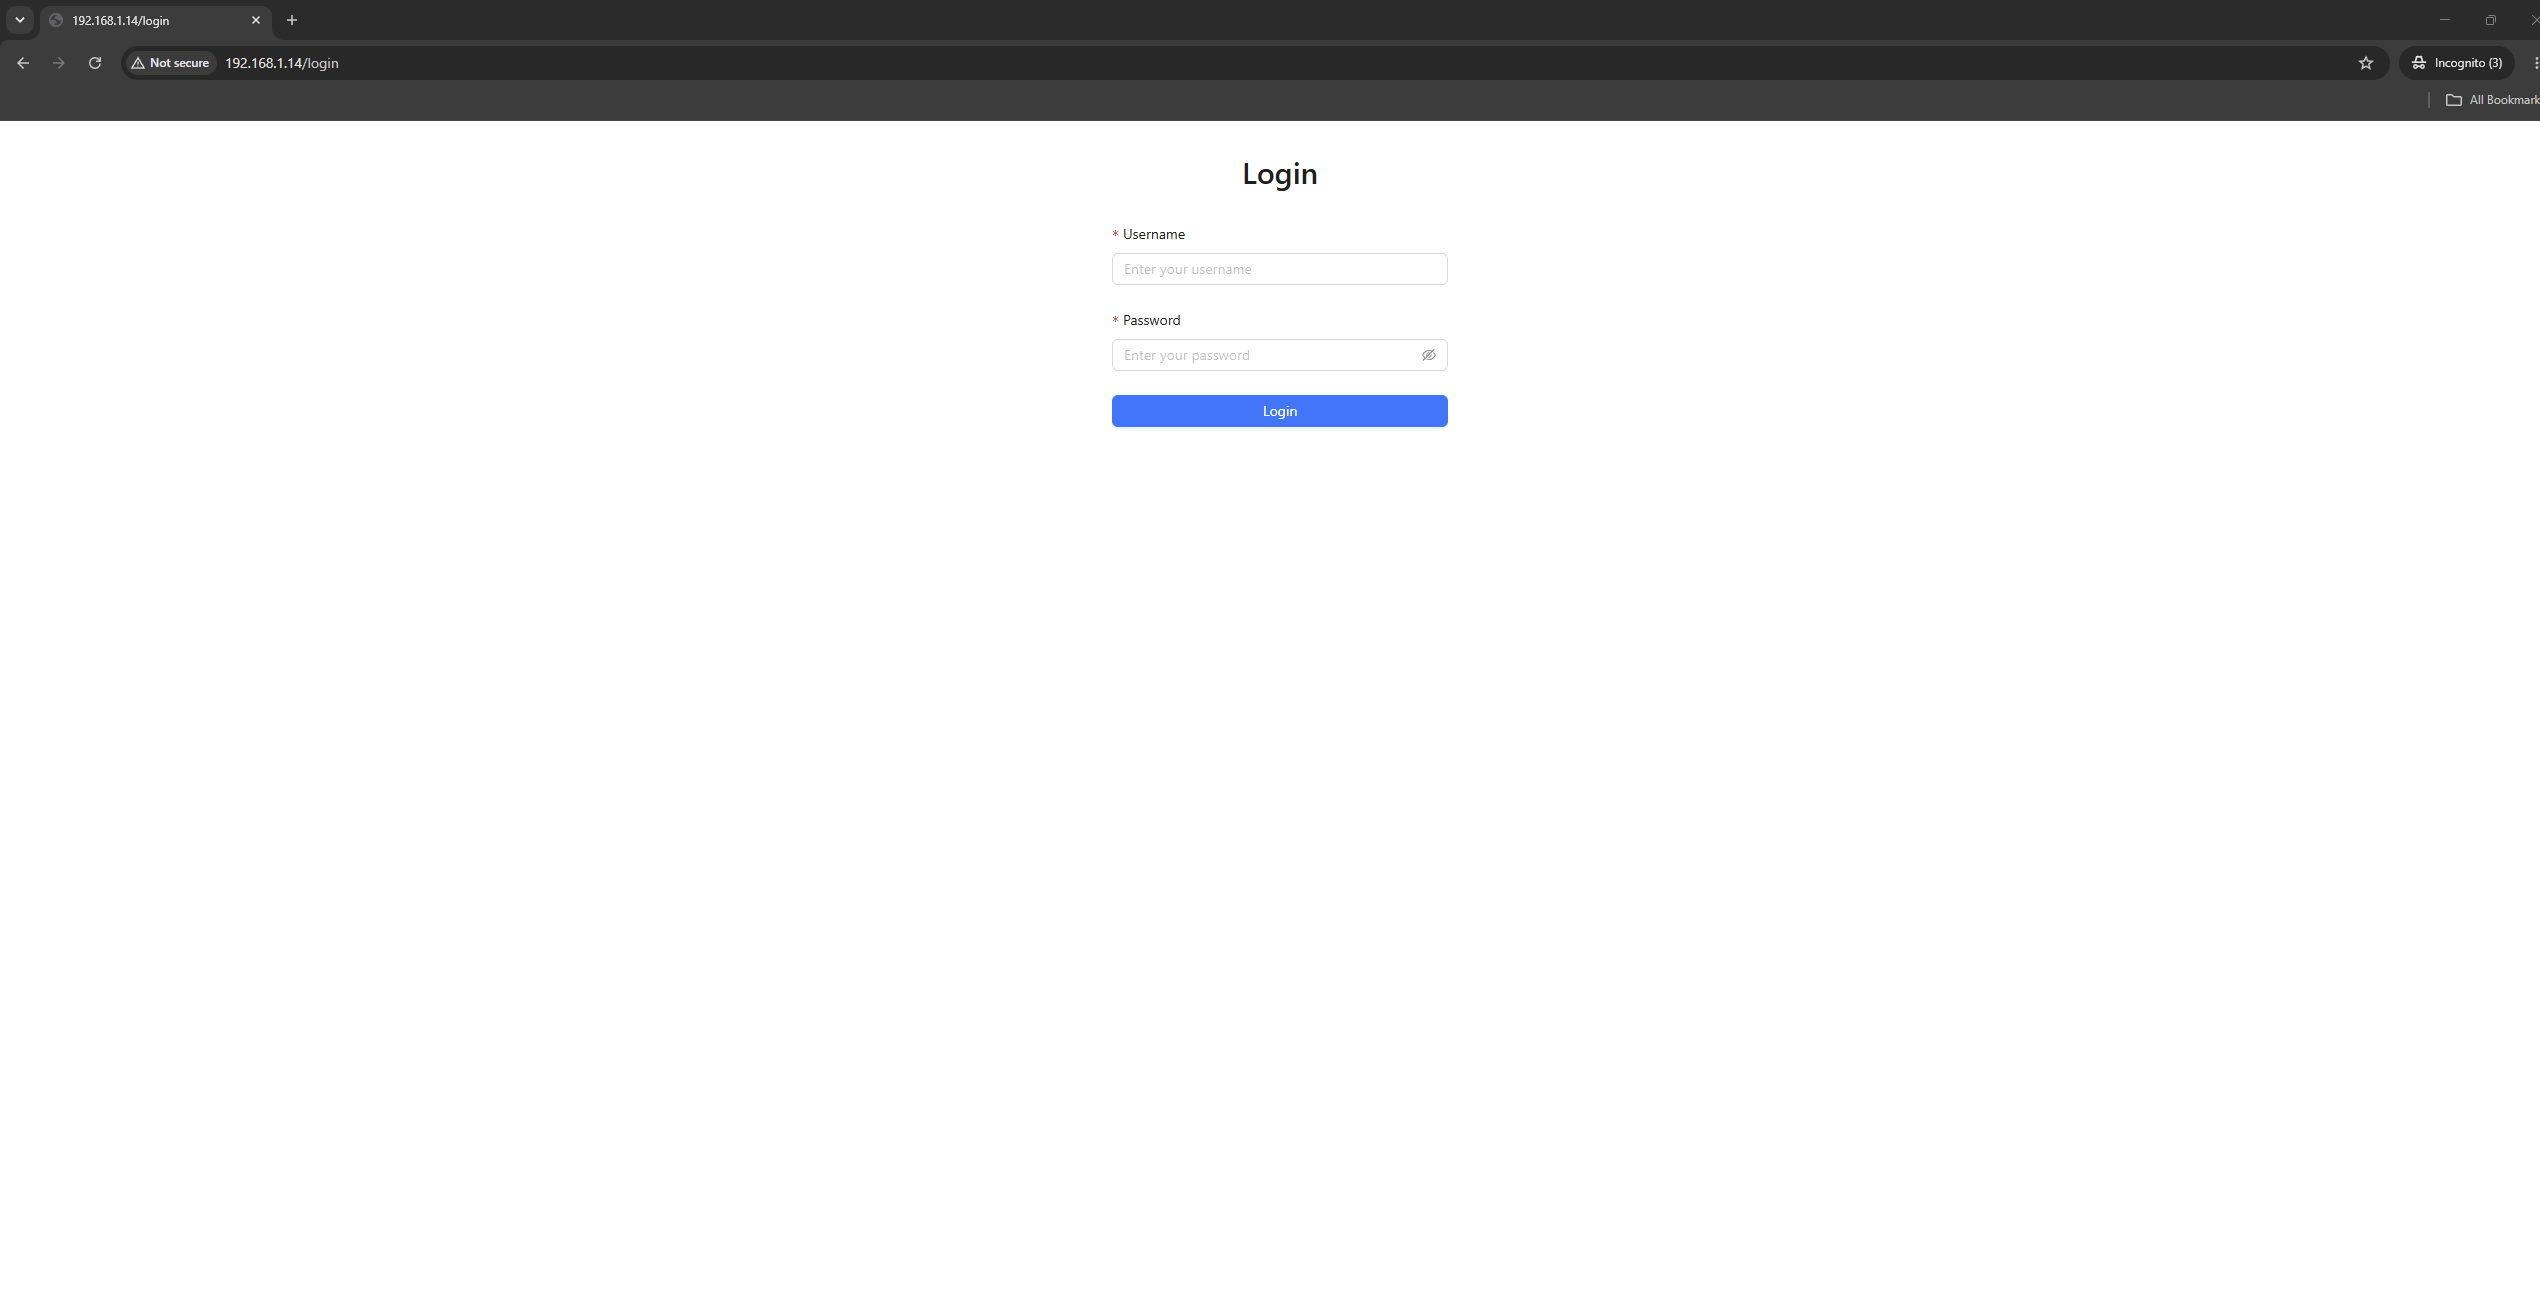 192.168.1.14/login
Not secure
192.168.1.14/login
Incognito (3)
All Bookmark
Login
* Username
Enter your username
* Password
Enter your password
Login